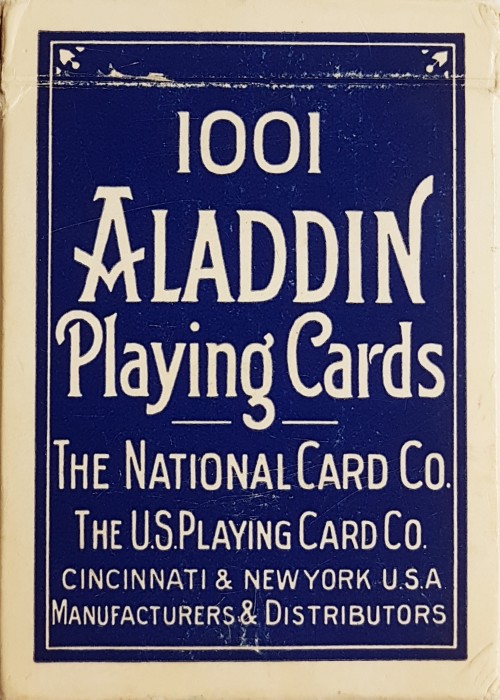 1001
ALADDIN
Playing Cards
THE NATIONAL CARD CO.
THE U.S. PLAYING CARD CO.
CINCINNATI & NEW YORK U.S.A
MANUFACTURERS & DISTRIBUTORS